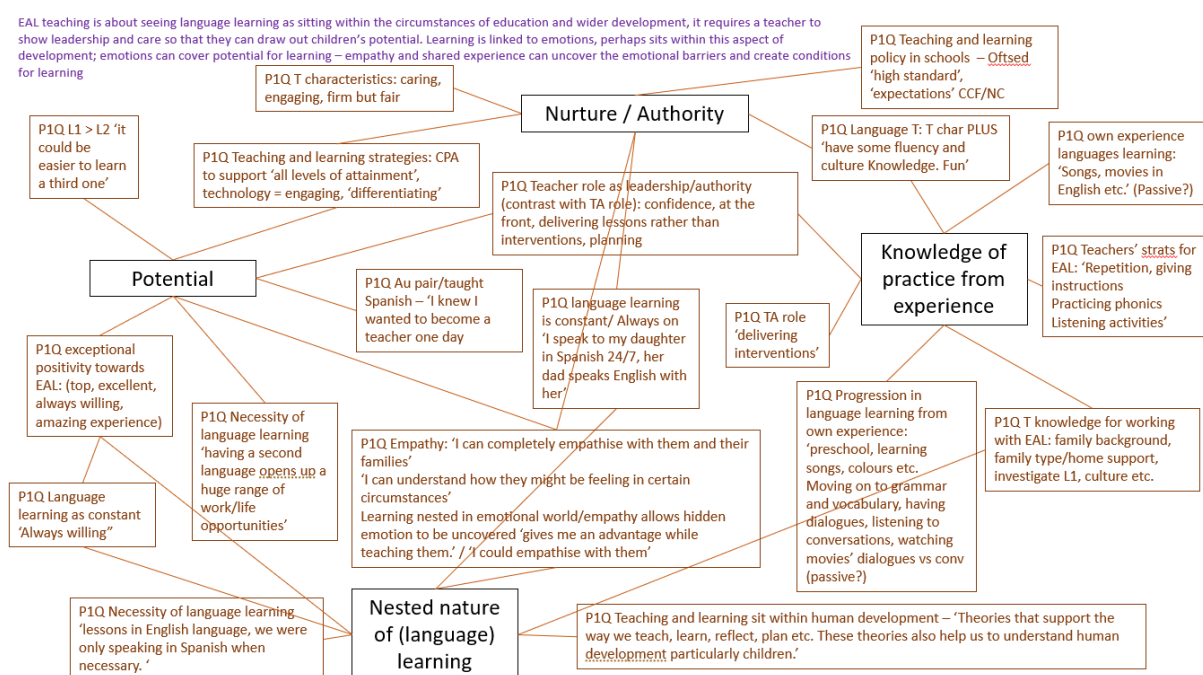 EAL teaching is about seeing language learning as sitting within the circumstances of education and wider development, it requires a teacher to
show leadership and care so that they can draw out children's potential. Learning is linked to emotions, perhaps sits within this aspect of
development; emotions can cover potential for learning – empathy and shared experience can uncover the emotional barriers and create conditions
for learning
P1Q Teaching and learning
policy in schools – Oftsed
'high standard',
'expectations' CCF/NC
P1Q T characteristics: caring,
engaging, firm but fair
Nurture / Authority
P1Q L1 > L2 'it
could be
easier to learn
a third one'
P1Q Teaching and learning strategies: CPA
to support 'all levels of attainment',
technology = engaging, 'differentiating'
P1Q Language T: T char PLUS
'have some fluency and
culture Knowledge. Fun'
P1Q own experience
languages learning:
'Songs, movies in
English etc.' (Passive?)
P1Q Teacher role as leadership/authority
(contrast with TA role): confidence, at the
front, delivering lessons rather than
interventions, planning
Potential
Knowledge of
practice from
experience
P1Q Teachers' strats for
EAL: 'Repetition, giving
instructions
Practicing phonics
Listening activities'
P1Q Au pair/taught
Spanish – 'I knew I
wanted to become a
teacher one day
P1Q language learning
is constant/ Always on
'I speak to my daughter
in Spanish 24/7, her
dad speaks English with
her'
P1Q TA role
'delivering
interventions'
P1Q exceptional
positivity towards
EAL: (top, excellent,
always willing,
amazing experience)
P1Q Necessity of
language learning
'having a second
language opens up a
huge range of
work/life
opportunities'
P1Q Empathy: 'I can completely empathise with them and their
families'
'I can understand how they might be feeling in certain
circumstances'
Learning nested in emotional world/empathy allows hidden
emotion to be uncovered 'gives me an advantage while
teaching them.' / 'I could empathise with them'
P1Q Progression in
language learning from
own experience:
'preschool, learning
songs, colours etc.
Moving on to grammar
and vocabulary, having
dialogues, listening to
conversations, watching
movies' dialogues vs conv
(passive?)
P1Q T knowledge for working
with EAL: family background,
family type/home support,
investigate L1, culture etc.
P1Q Language
learning as constant
'Always willing"
P1Q Necessity of language learning
'lessons in English language, we were
only speaking in Spanish when
necessary. '
Nested nature
of (language)
learning
P1Q Teaching and learning sit within human development – 'Theories that support the
way we teach, learn, reflect, plan etc. These theories also help us to understand human
development particularly children.'